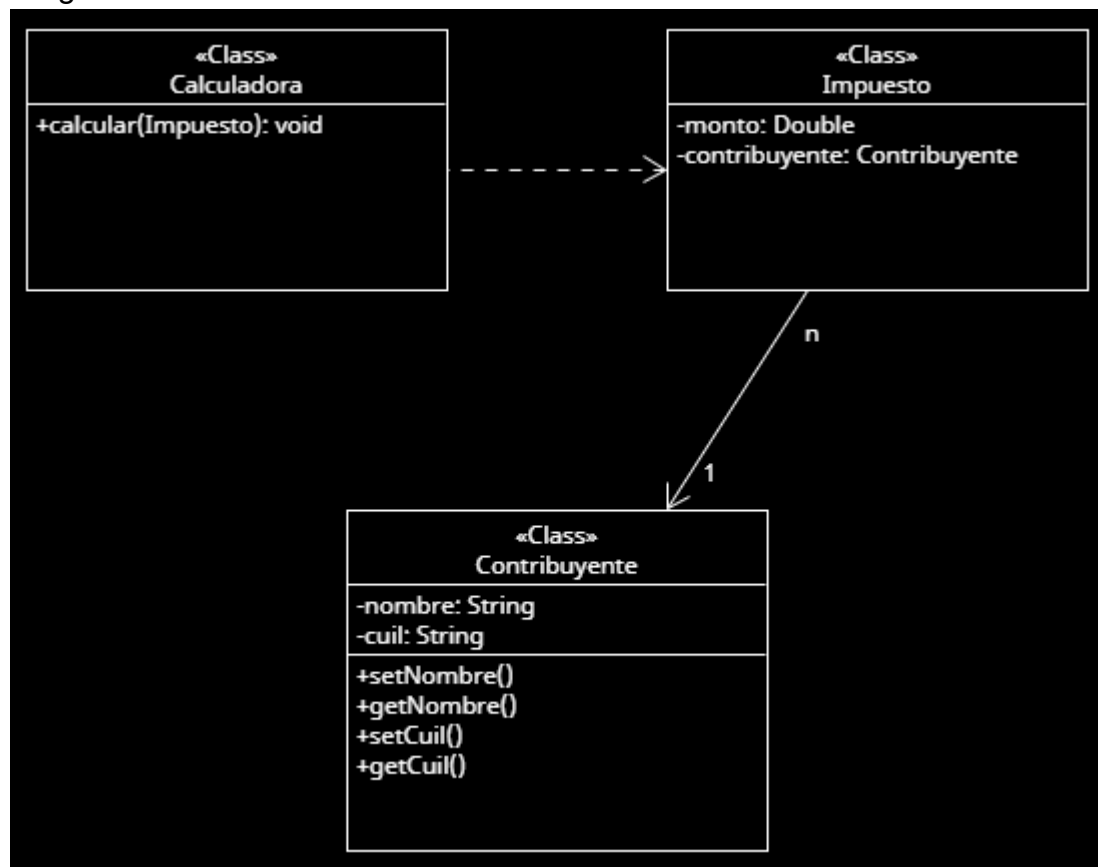 «Class»
Calculadora
+calcular(Impuesto): void
«Class»
Impuesto
-monto: Double
-contribuyente: Contribuyente
n
1
«Class»
Contribuyente
-nombre: String
-cuil: String
+setNombre()
+getNombre()
+setCuil()
+getCuil()